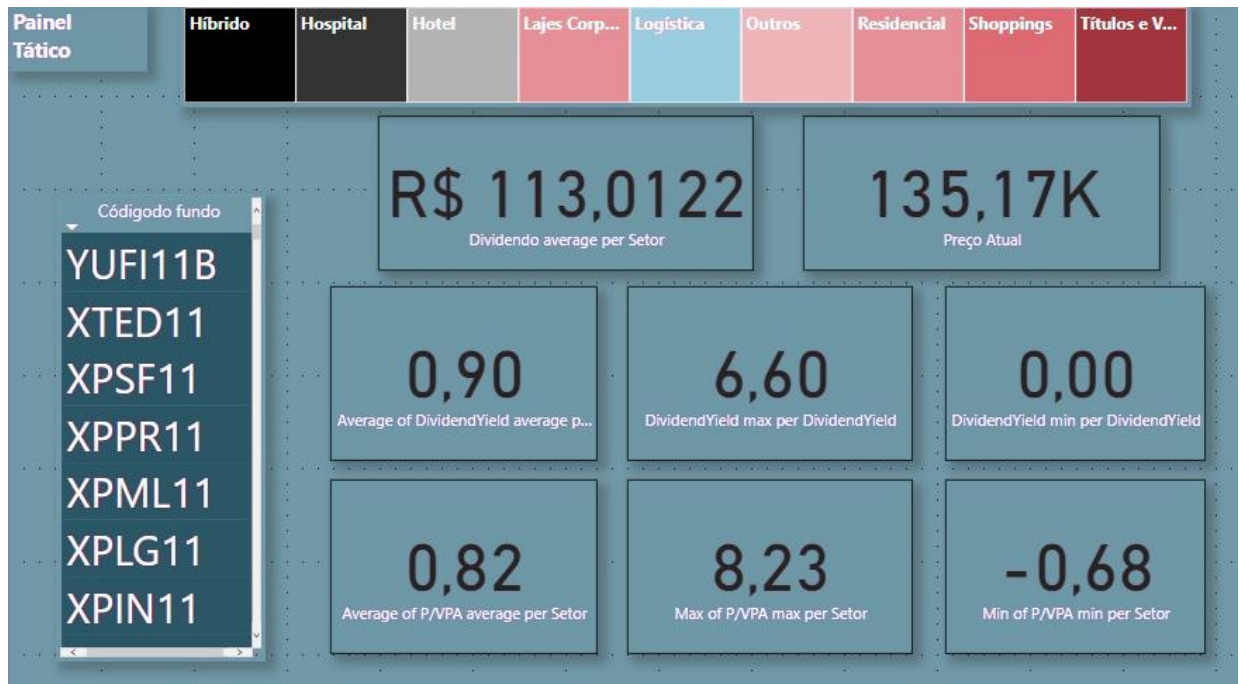 Painel
Tático
Híbrido
Hospital
Hotel
Lajes Corp...
Logística
Outros
Residencial
Shoppings
Títulos e V...
R$ 113,0122
Dividendo average per Setor
135,17K
Preço Atual
Códigodo fundo
YUFI11B
XTED11
XPSF11
XPPR11
XPML11
XPLG11
XPIN11
0,90
Average of DividendYield average p...
6,60
DividendYield max per DividendYield
0,00
DividendYield min per DividendYield
0,82
Average of P/VPA average per Setor
8,23
Max of P/VPA max per Setor
-0,68
Min of P/VPA min per Setor